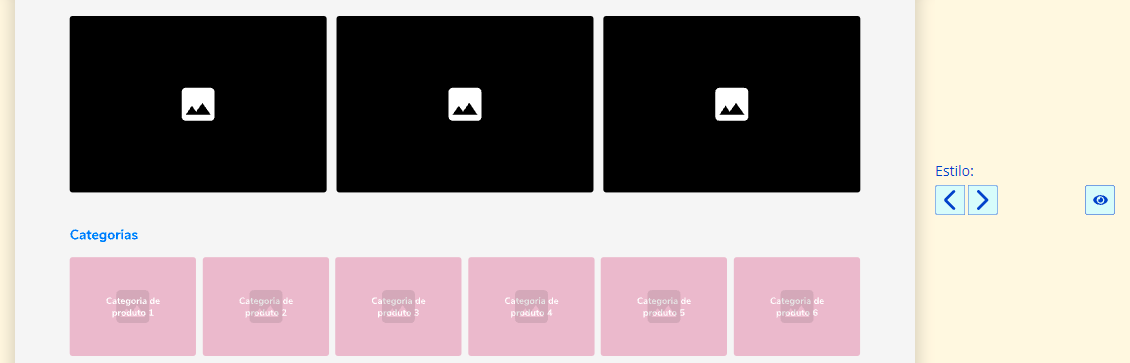 Estilo:
Categorias
Categoria de
produto 1
Categoria de
produto 2
Categoria de
produto 3
Categoria de
produto 4
Categoria de
produto 5
Categoria de
produto 6